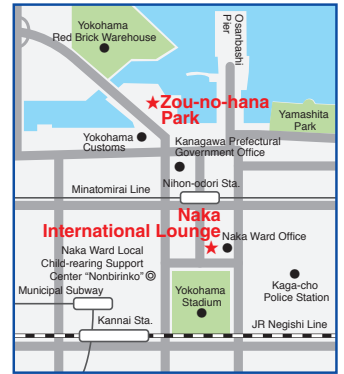 Yokohama
Red Brick Warehouse
Osanbashi
Pier
Zou-no-hana
Park
Yamashita
Park
Yokohama
Customs
Kanagawa Prefectural
Government Office
Nihon-odori Sta.
Minatomirai Line
Naka
International Lounge
Naka Ward Office
Naka Ward Local
Child-rearing Support
Center "Nonbirinko"
Municipal Subway
Yokohama
Stadium
Kaga-cho
Police Station
Kannai Sta.
JR Negishi Line